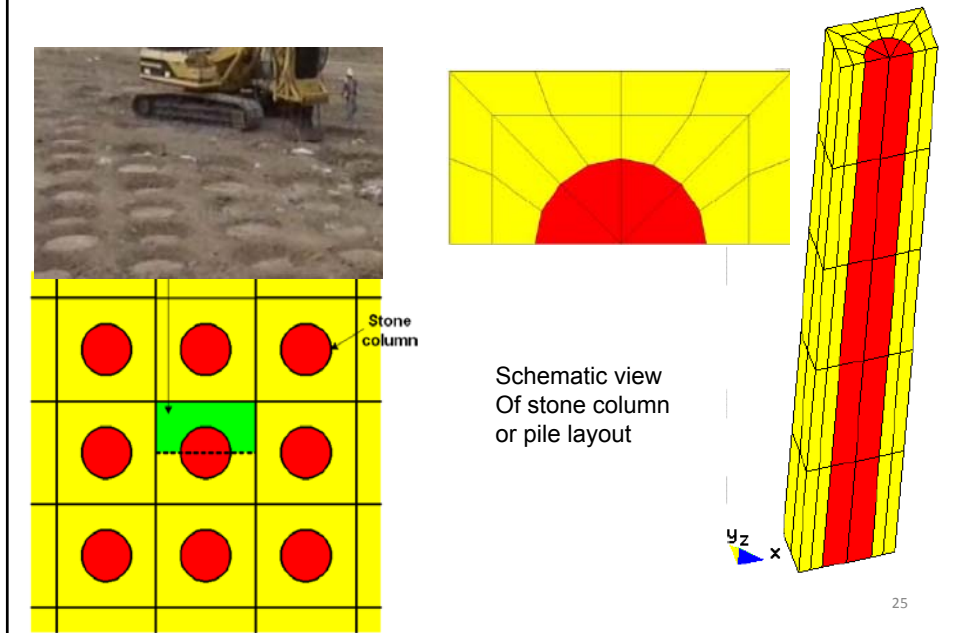 Stone
column
Schematic view
Of stone column
or pile layout
y z x
25